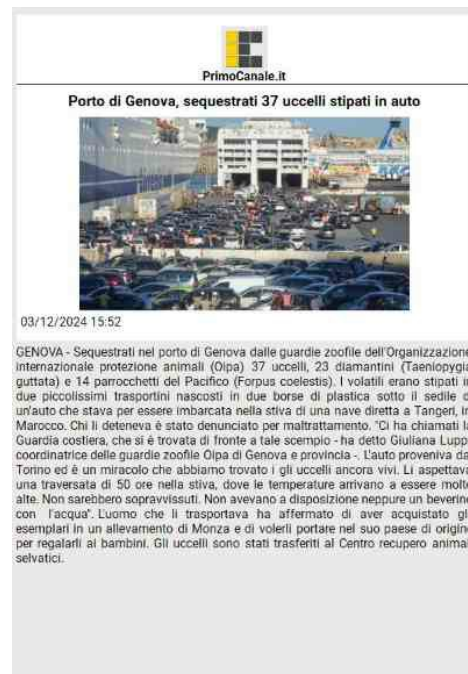 PrimoCanale.it
Porto di Genova, sequestrati 37 uccelli stipati in auto
03/12/2024 15:52
GENOVA - Sequestrati nel porto di Genova dalle guardie zoofile dell'Organizzazione
internazionale protezione animali (Oipa) 37 uccelli, 23 diamantini (Taeniopygia
guttata) e 14 parrocchetti del Pacifico (Forpus coelestis). I volatili erano stipati
due piccolissimi trasportini nascosti in due borse di plastica sotto il sedile
un'auto che stava per essere imbarcata nella stiva di una nave diretta a Tangeri,
Marocco. Chi li deteneva è stato denunciato per maltrattamento. "Ci ha chiamati
Guardia costiera, che si è trovata di fronte a tale scempio - ha detto Giuliana Luppi
coordinatrice delle guardie zoofile Oipa di Genova e provincia -. L'auto proveniva da
Torino ed è un miracolo che abbiamo trovato i gli uccelli ancora vivi. Li aspettava
una traversata di 50 ore nella stiva, dove le temperature arrivano a essere molto
alte. Non sarebbero sopravvissuti. Non avevano a disposizione neppure un beverino
con l'acqua". L'uomo che li trasportava ha affermato di aver acquistato gli
esemplari in un allevamento di Monza e di volerli portare nel suo paese di origine
per regalarli ai bambini. Gli uccelli sono stati trasferiti al Centro recupero animali
selvatici.